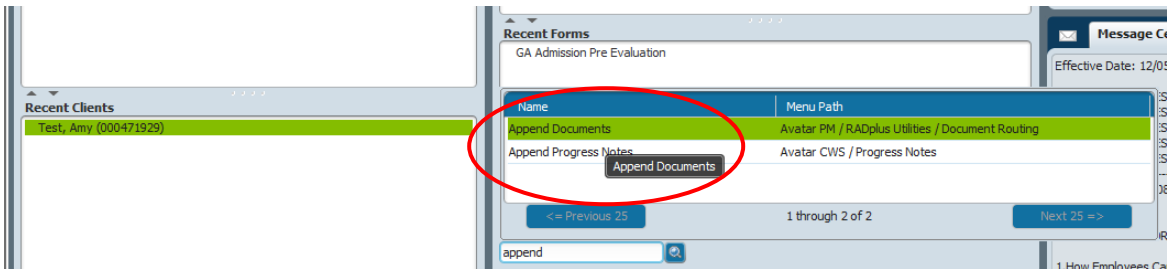 Recent Forms
GA Admission Pre Evaluation
Message Ce
Effective Date: 12/05
Recent Clients
Test, Amy (000471929)
Name Menu Path
Append Documents Avatar PM / RADplus Utilities / Document Routing
Append Progress Notes Avatar CWS / Progress Notes
Append Documents
<= Previous 25 1 through 2 of 2 Next 25 =>
append
1 How Employees Ca